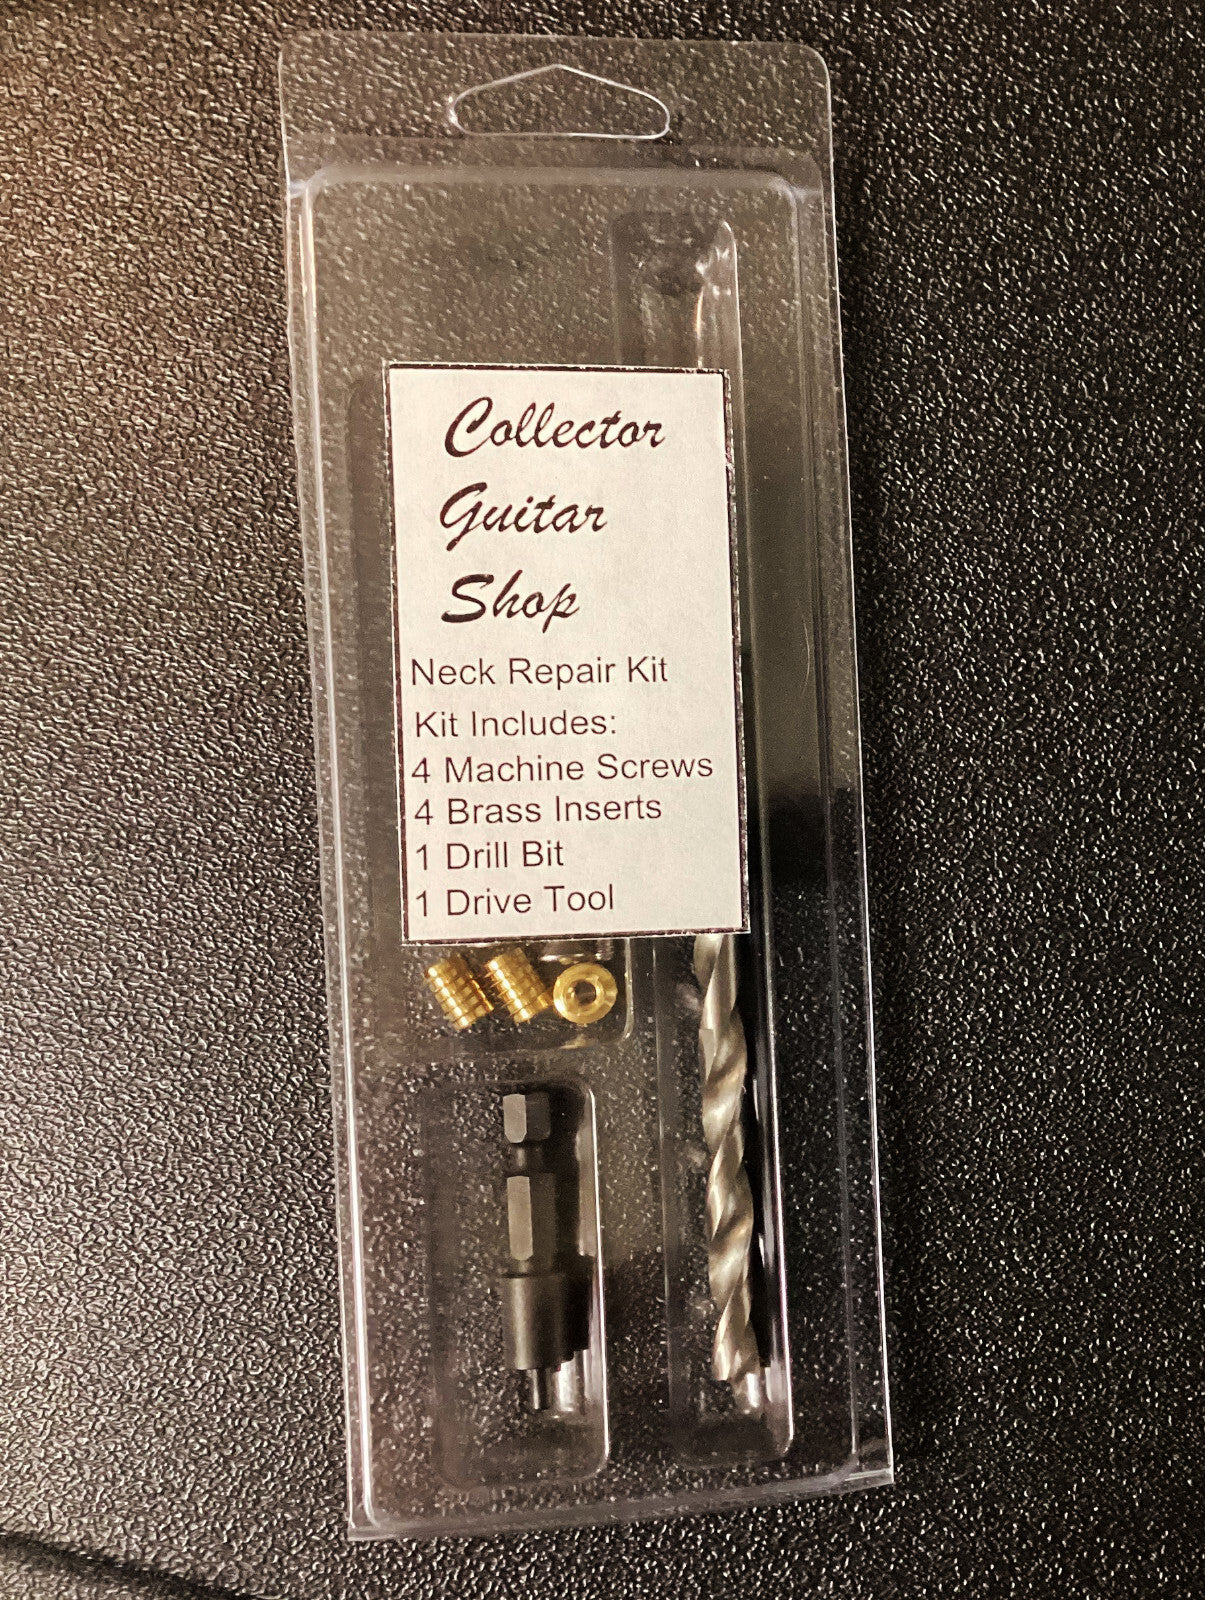 Collector
Guitar
Shop
Neck Repair Kit
Kit Includes:
4 Machine Screws
4 Brass Inserts
1 Drill Bit
1 Drive Tool